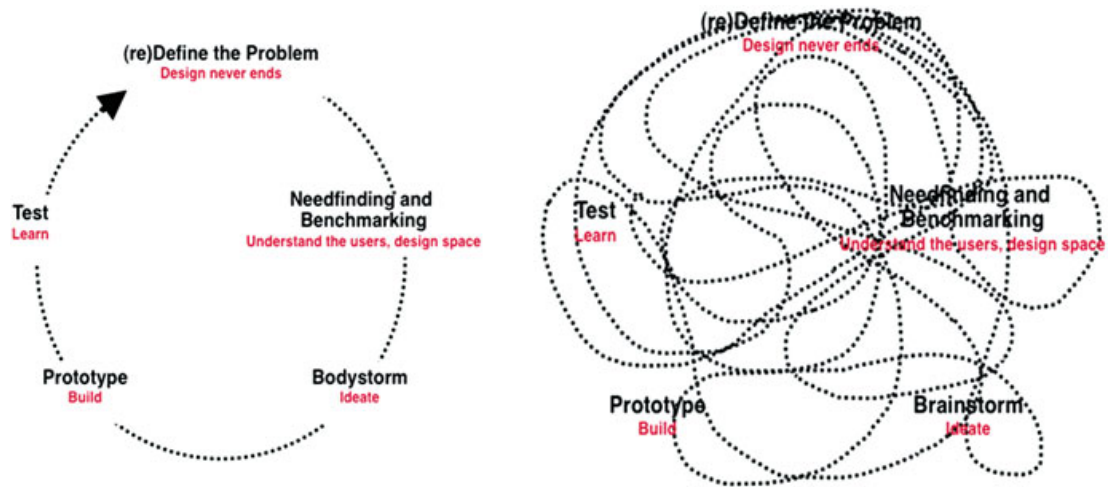 (re)Define the Problem
Design never ends
Needfinding and
Benchmarking
Understand the users, design space
Bodystorm
Ideate
Prototype
Build
Test
Learn
(re)Define the Problem
Design never ends
Needfinding and
Benchmarking
Understand the users, design space
Brainstorm
Ideate
Prototype
Build
Test
Learn